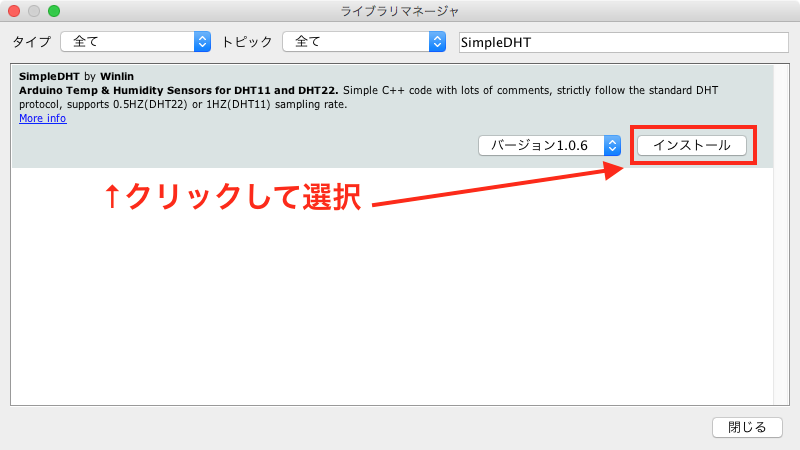 ライブラリマネージャ
タイプ 全て トピック 全て SimpleDHT
SimpleDHT by Winlin
Arduino Temp & Humidity Sensors for DHT11 and DHT22. Simple C++ code with lots of comments, strictly follow the standard DHT
protocol, supports 0.5HZ(DHT22) or 1HZ(DHT11) sampling rate.
More info
バージョン1.0.6 インストール
↑クリックして選択
閉じる